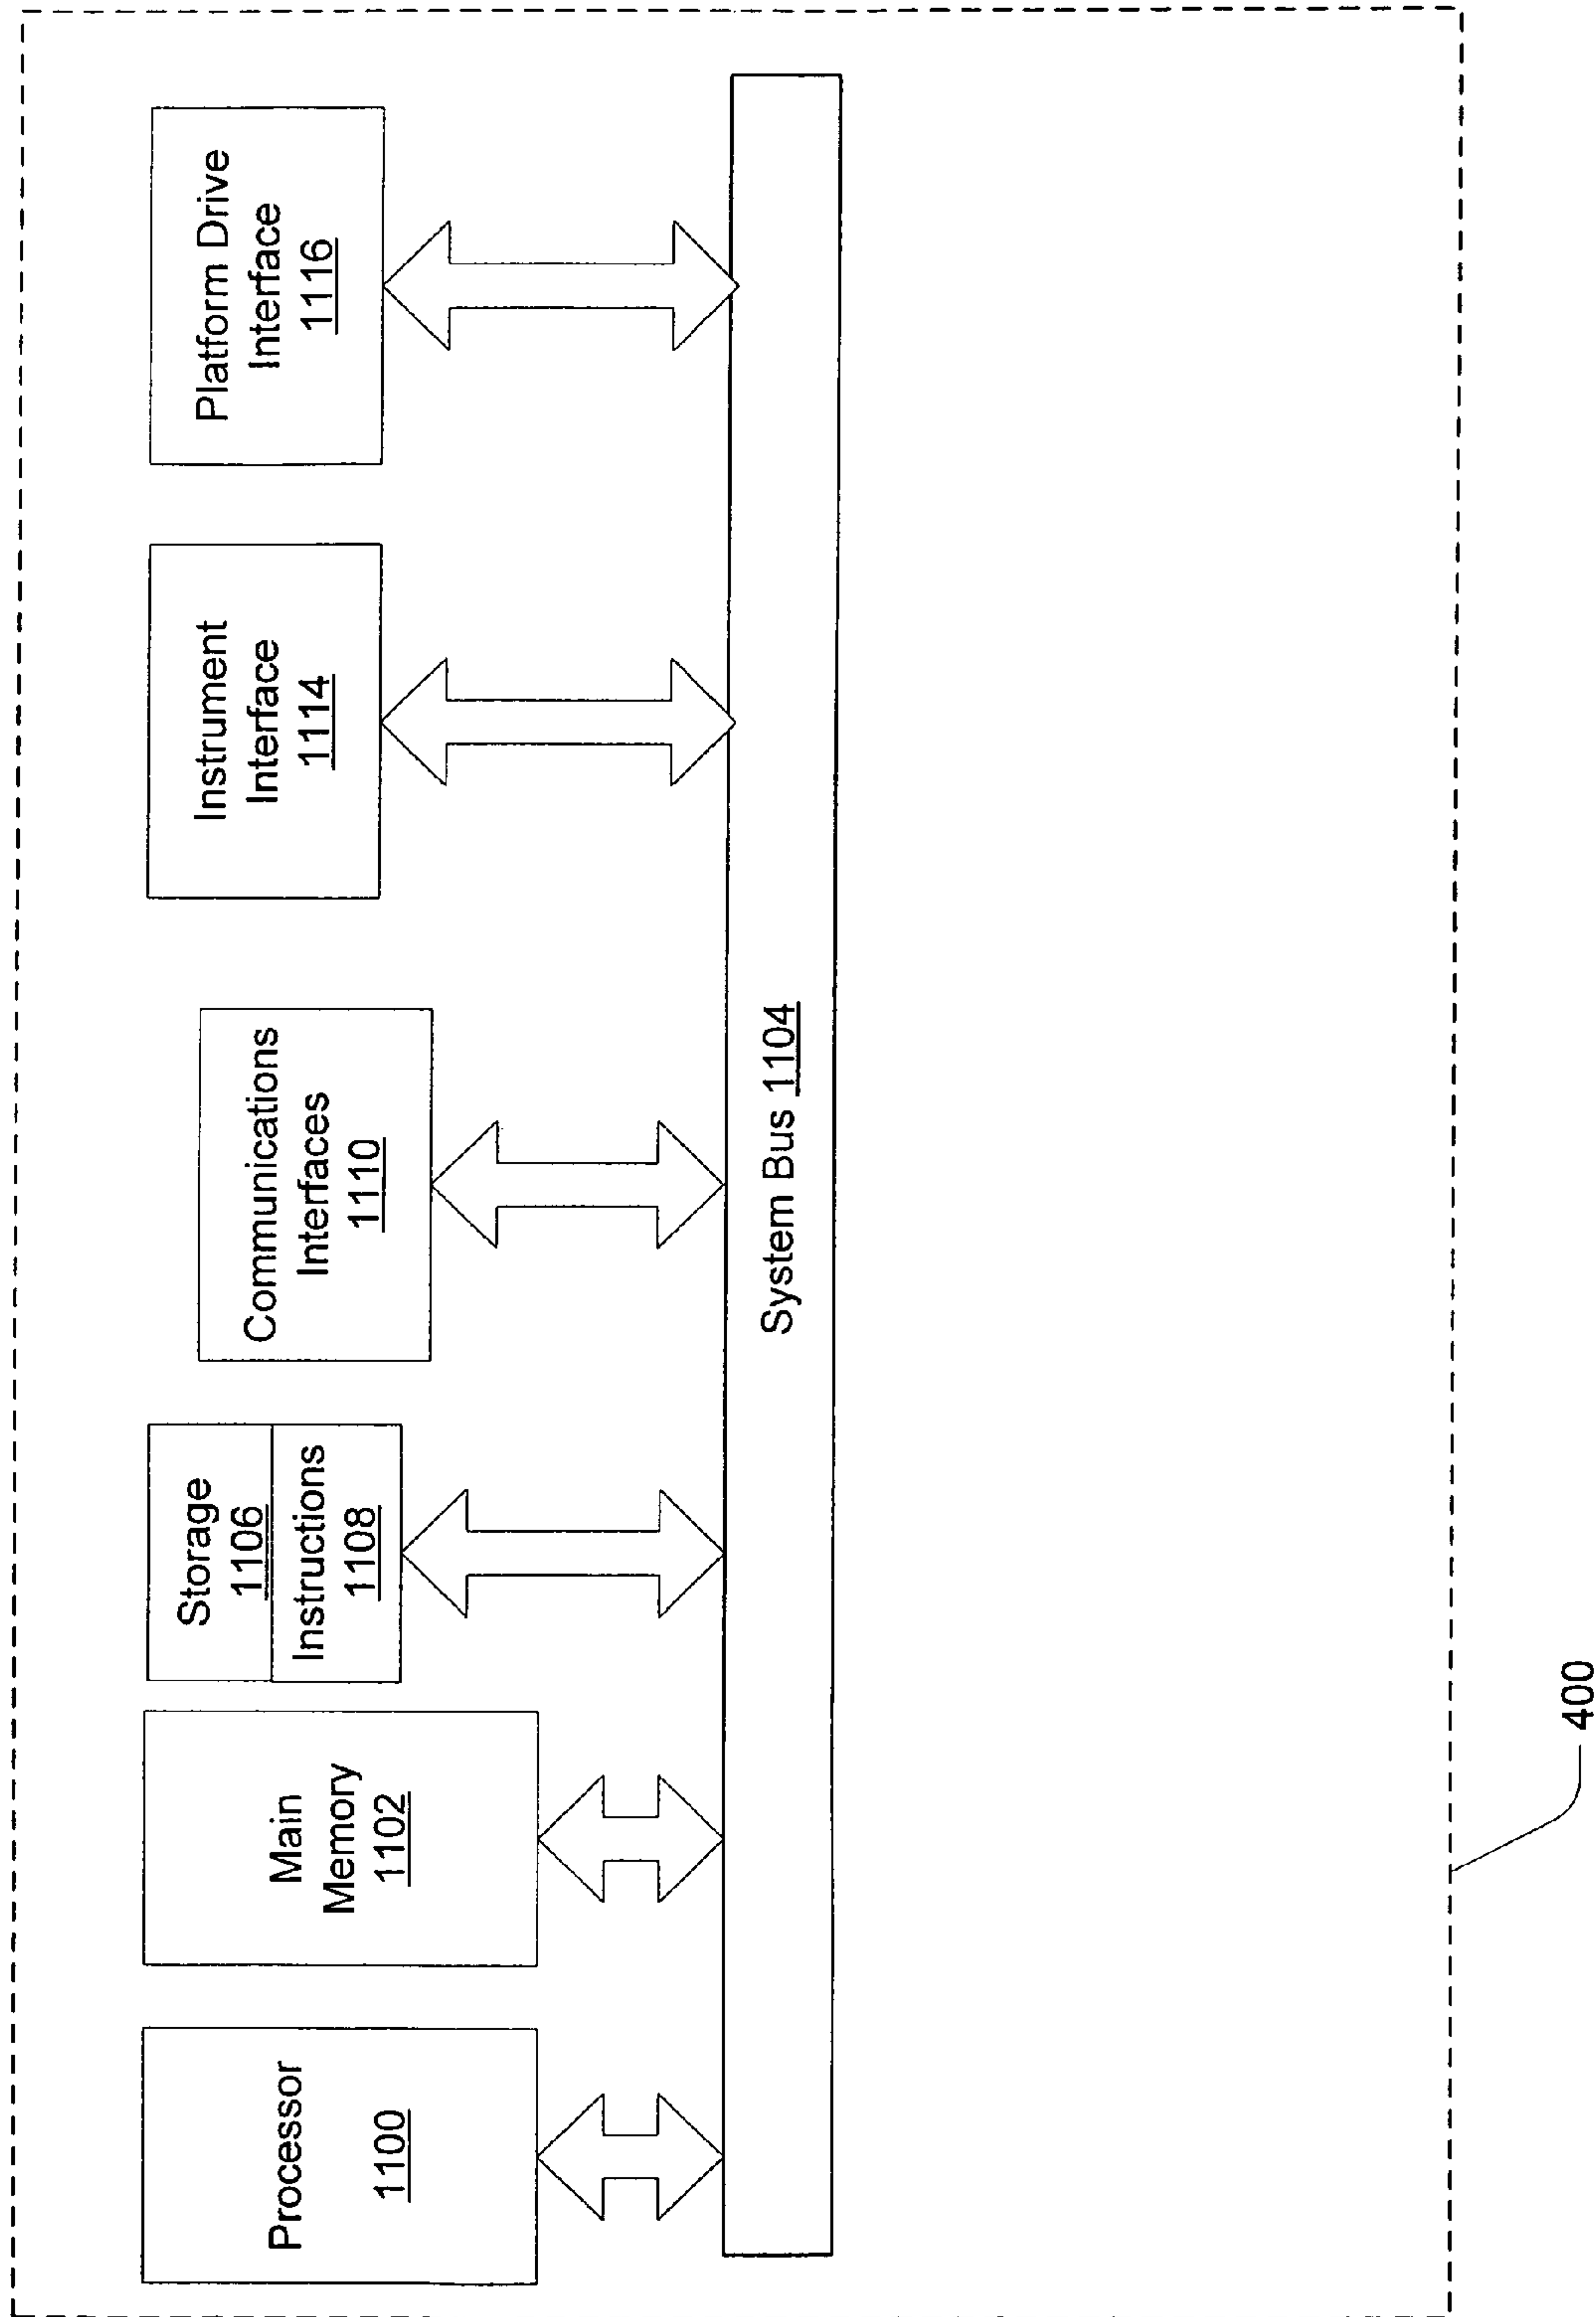 Processor
1100
Main
Memory
1102
Storage
1106
Instructions
1108
Communications
Interfaces
1110
Instrument
Interface
1114
Platform Drive
Interface
1116
System Bus 1104
400